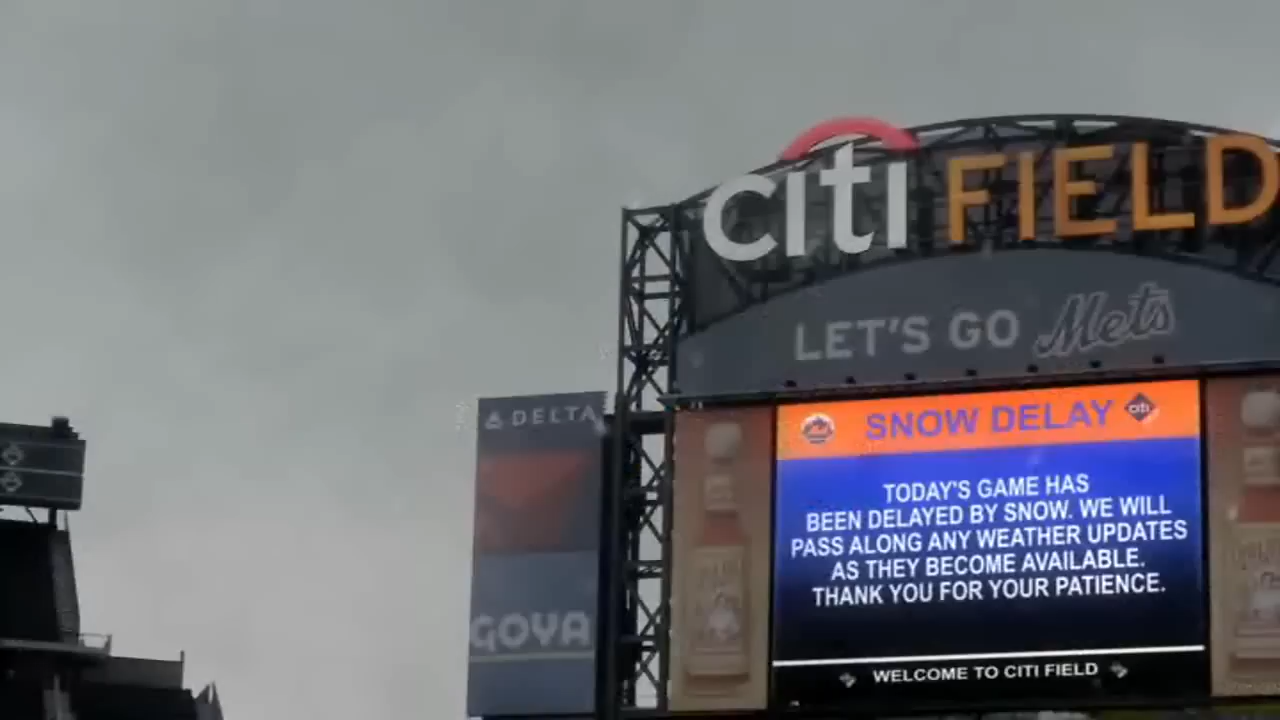 citi FIELD
LET'S GO Mets
DELTA
SNOW DELAY
citi
TODAY'S GAME HAS
BEEN DELAYED BY SNOW. WE WILL
PASS ALONG ANY WEATHER UPDATES
AS THEY BECOME AVAILABLE.
THANK YOU FOR YOUR PATIENCE.
GOYA
WELCOME TO CITI FIELD